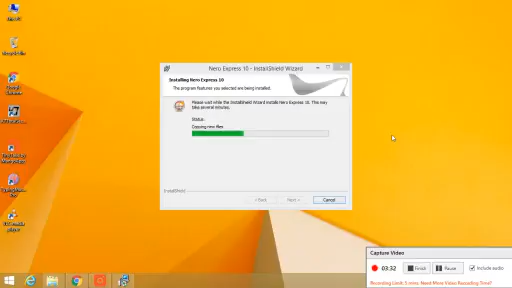 Nero Express 10 - InstallShield Wizard
Installing Nero Express 10
The program features you selected are being installed.
Please wait while the InstallShield Wizard installs Nero Express 10. This may
take several minutes.
Status:
Copying new files
InstallShield
< Back
Next >
Cancel
Capture Video
03:32
Finish
Pause
Include audio
Recording Limit: 5 mins. Need More Video Recording Time?